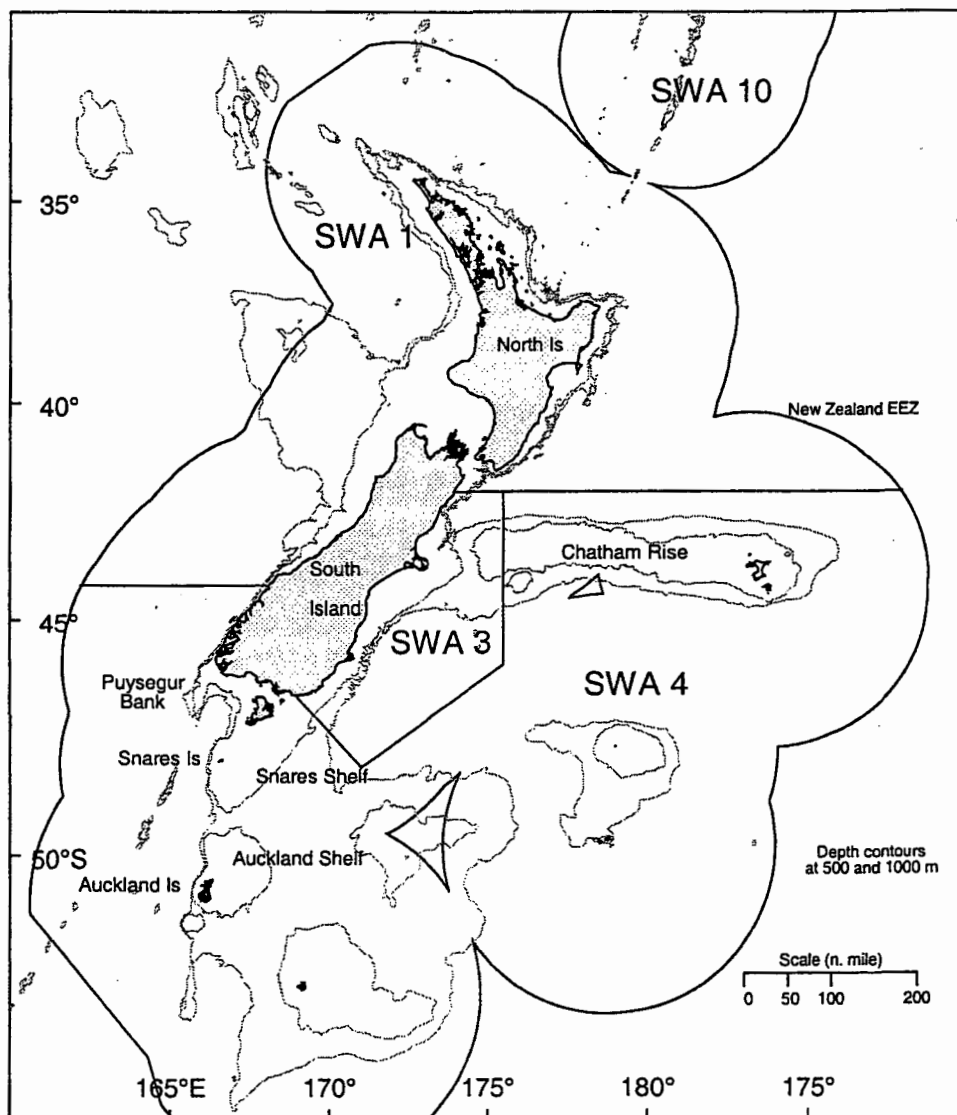 SWA 10
35°
SWA 1
North Is
40°
New Zealand EEZ
Chatham Rise
South
Island
45°
SWA 3
SWA 4
Puysegur
Bank
Snares Is
Snares Shelf
50°S
Auckland Shelf
Depth contours
at 500 and 1000 m
Auckland Is
Scale (n. mile)
0 50 100 200
165°E 170° 175° 180° 175°